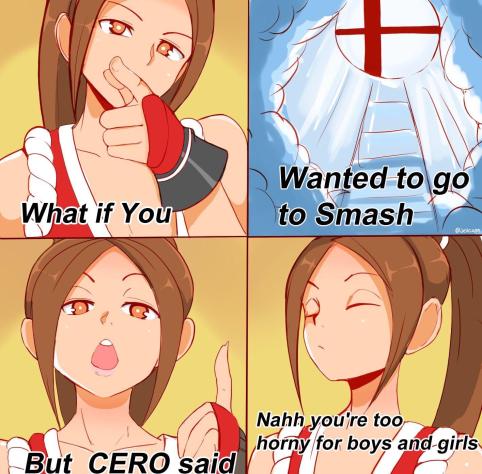 What if You
Wanted to go
to Smash
But CERO said
Nahh you're too
horny for boys and girls